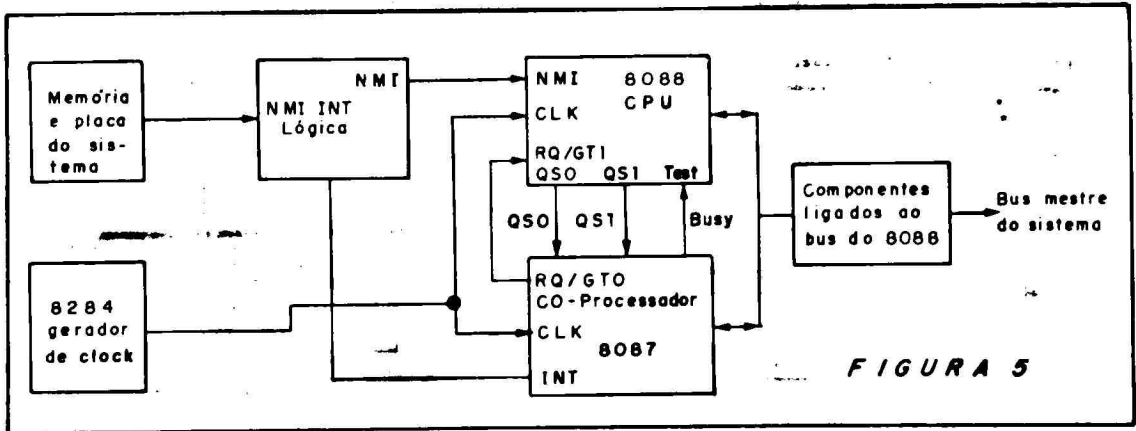 Memória
e placa
do sis-
tema
NMI
NMI INT
Lógica
NMI 8088
CPU
CLK
RQ/GT1
QS0 QS1 Test
QS0 QS1 Busy
RQ/GT0
CO-Processador
CLK
8087
INT
8284
gerador
de clock
Componentes
ligados ao
bus do 8088
Bus mestre
do sistema
FIGURA 5